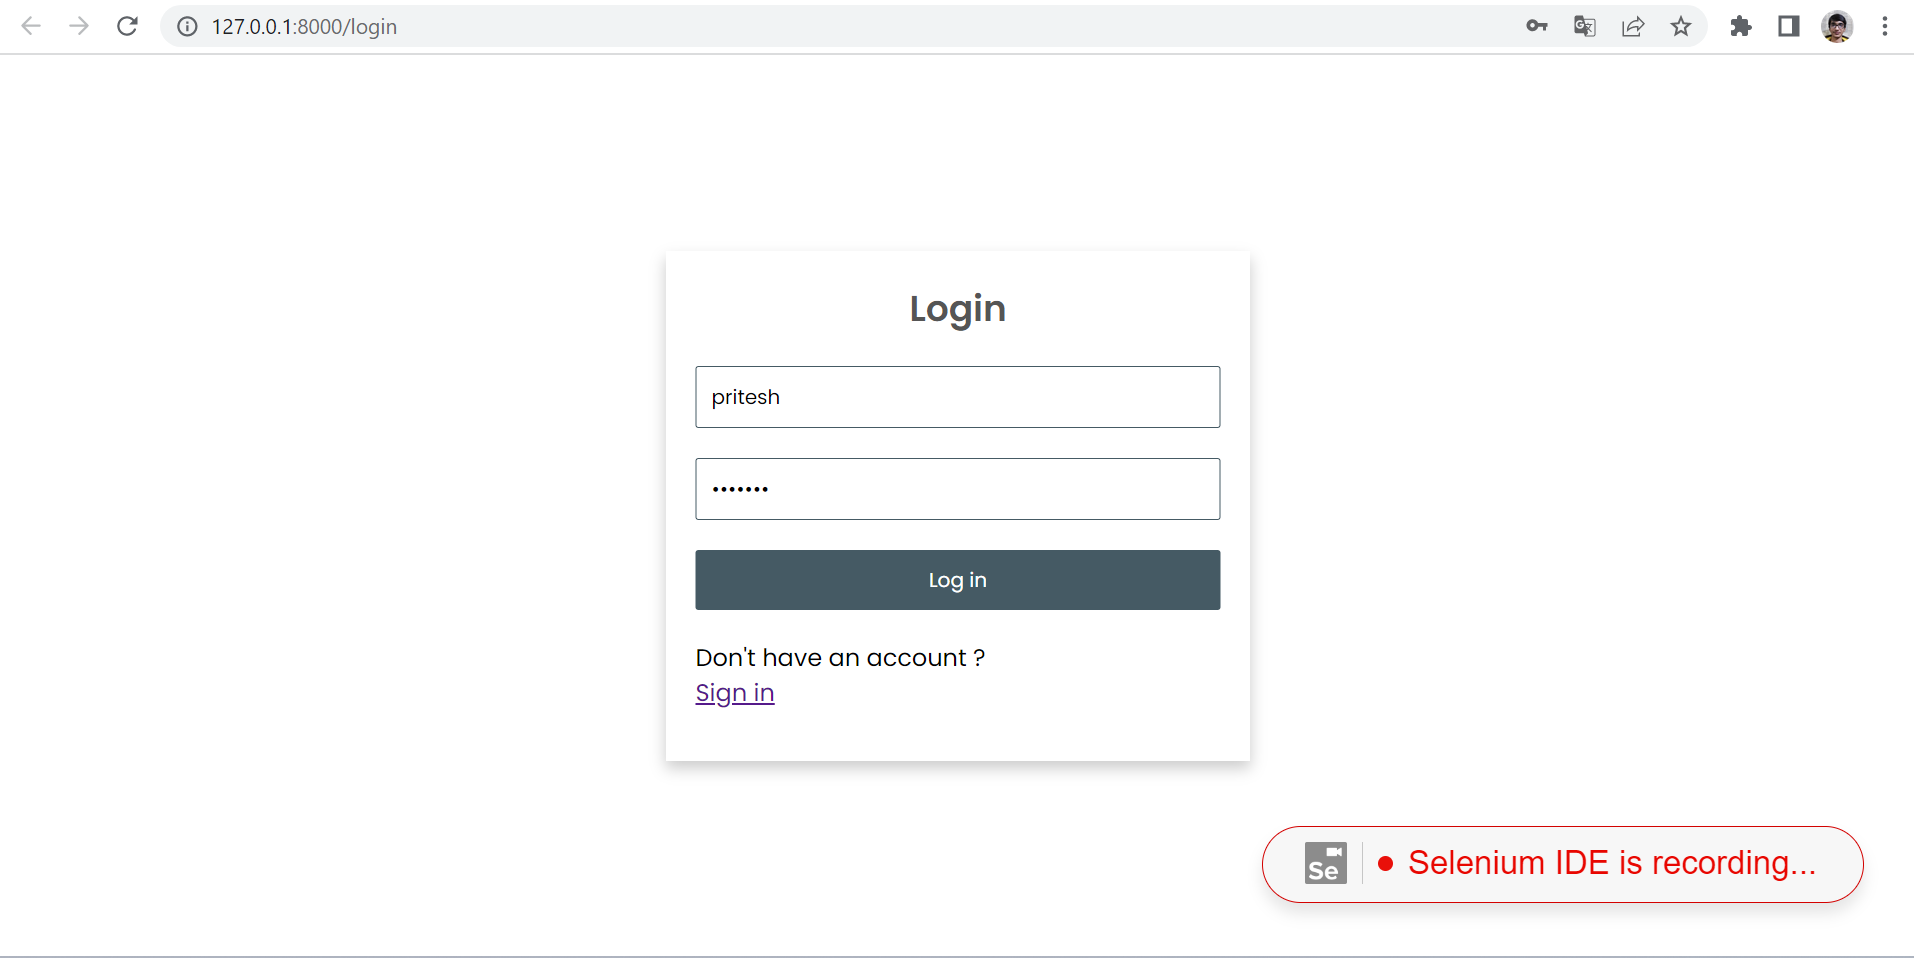 127.0.0.1:8000/login
Login
pritesh
•••••••
Log in
Don't have an account ?
Sign in
Se
Selenium IDE is recording...